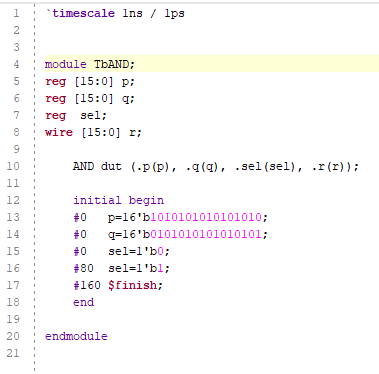 1 `timescale 1ns / 1ps
2
3
4 module TbAND;
5 reg [15:0] p;
6 reg [15:0] q;
7 reg  sel;
8 wire [15:0] r;
9
10     AND dut (.p(p), .q(q), .sel(sel), .r(r));
11
12     initial begin
13     #0   p=16'b1010101010101010;
14     #0   q=16'b0101010101010101;
15     #0   sel=1'b0;
16     #80  sel=1'b1;
17     #160 $finish;
18     end
19
20 endmodule
21